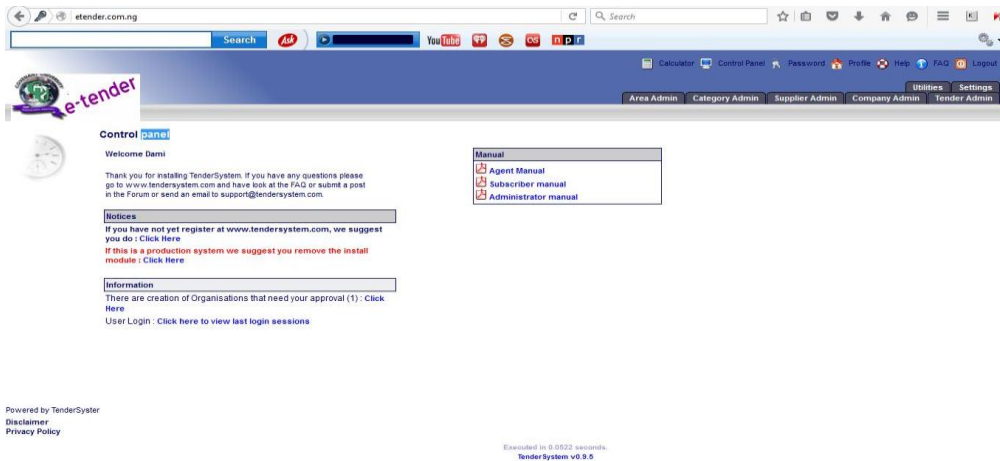 etender.com.ng
Search
Search
Ask
YouTube
OS
npr
Calculator Control Panel Password Profile Help FAQ Logout
e-tender
Utilities Settings
Area Admin Category Admin Supplier Admin Company Admin Tender Admin
Control panel
Welcome Dami
Thank you for installing TenderSystem. If you have any questions please
go to www.tendersystem.com and have look at the FAQ or submit a post
in the Forum or send an email to support@tendersystem.com.
Notices
If you have not yet register at www.tendersystem.com, we suggest
you do : Click Here
If this is a production system we suggest you remove the install
module : Click Here
Information
There are creation of Organisations that need your approval (1) : Click
Here
User Login : Click here to view last login sessions
Manual
Agent Manual
Subscriber manual
Administrator manual
Powered by TenderSyster
Disclaimer
Privacy Policy
Executed in 0.0522 seconds.
TenderSystem v0.9.5